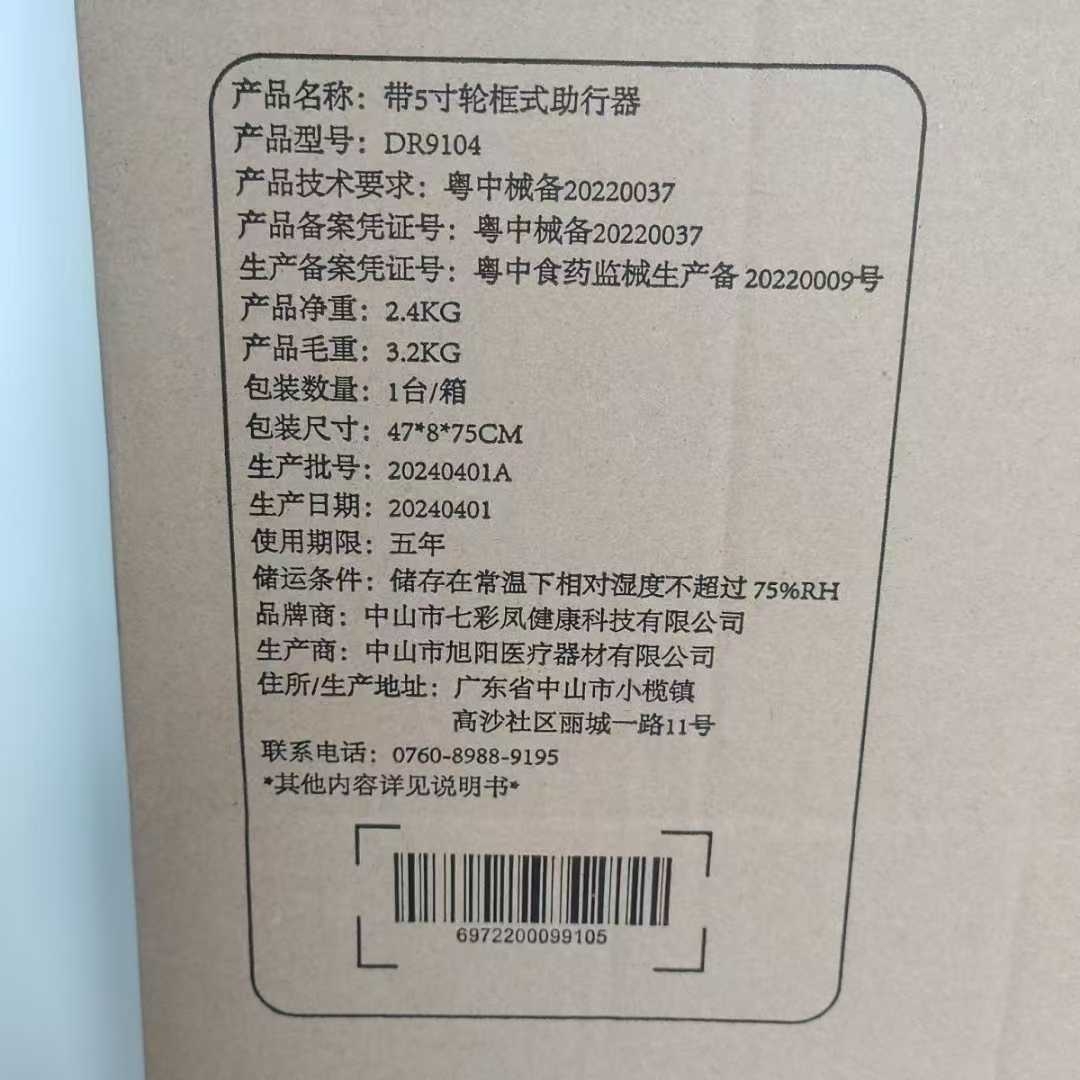 产品名称：带5寸轮框式助行器
产品型号：DR9104
产品技术要求：粤中械备20220037
产品备案凭证号：粤中械备20220037
生产备案凭证号：粤中食药监械生产备 20220009号
产品净重：2.4KG
产品毛重：3.2KG
包装数量：1台/箱
包装尺寸：47*8*75CM
生产批号：20240401A
生产日期：20240401
使用期限：五年
储运条件：储存在常温下相对湿度不超过 75%RH
品牌商：中山市七彩凤健康科技有限公司
生产商：中山市旭阳医疗器材有限公司
住所/生产地址：广东省中山市小榄镇
高沙社区丽城一路11号
联系电话：0760-8988-9195
*其他内容详见说明书*
6972200099105